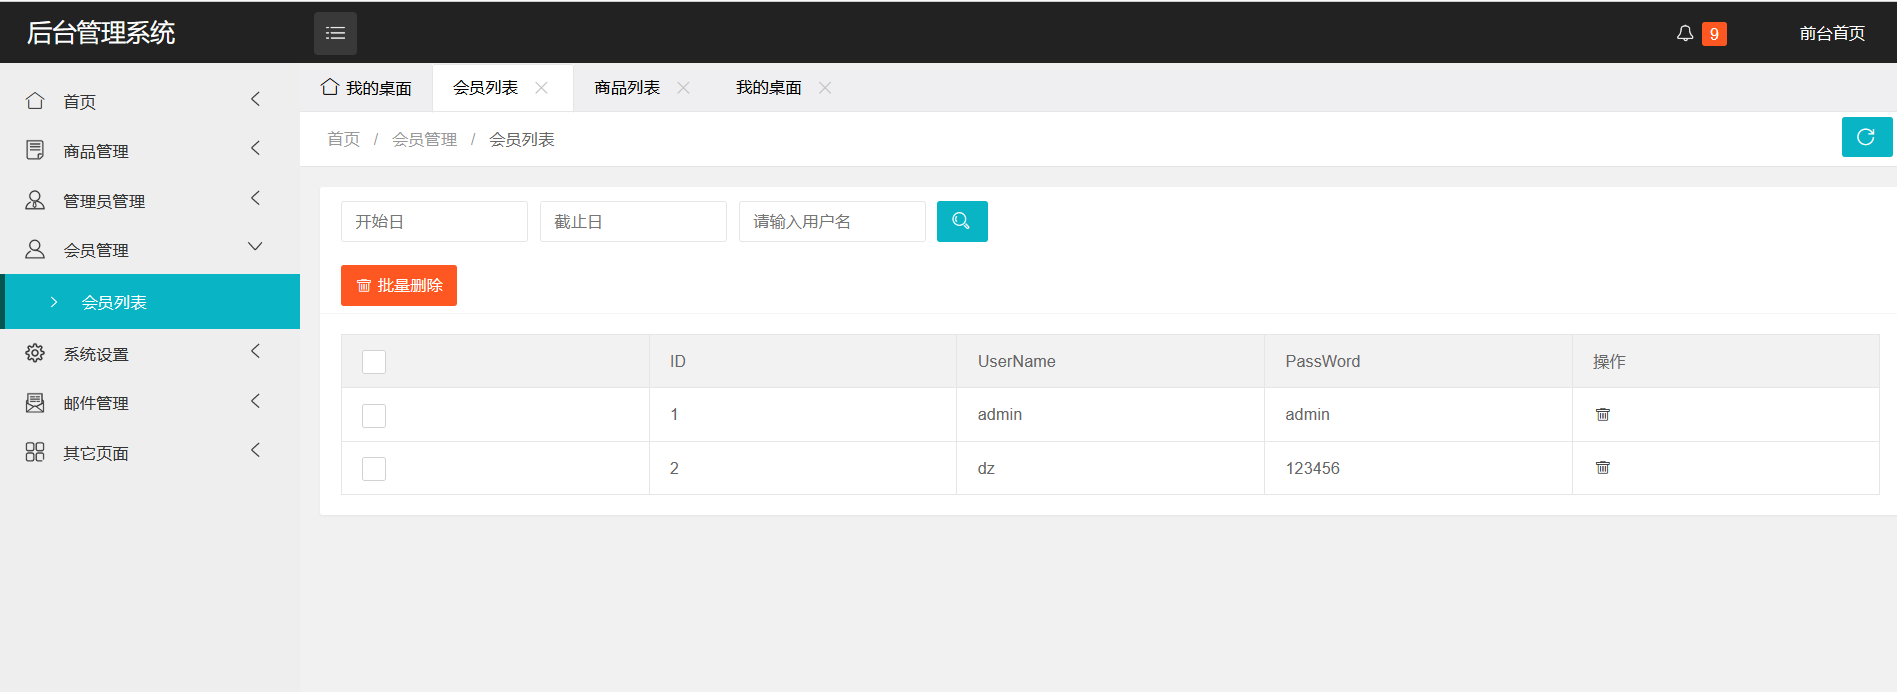 后台管理系统
9
前台首页
首页
商品管理
管理员管理
会员管理
会员列表
系统设置
邮件管理
其它页面
我的桌面 会员列表 商品列表 我的桌面
首页 / 会员管理 / 会员列表
开始日 截止日 请输入用户名
批量删除
ID UserName PassWord 操作
1 admin admin
2 dz 123456